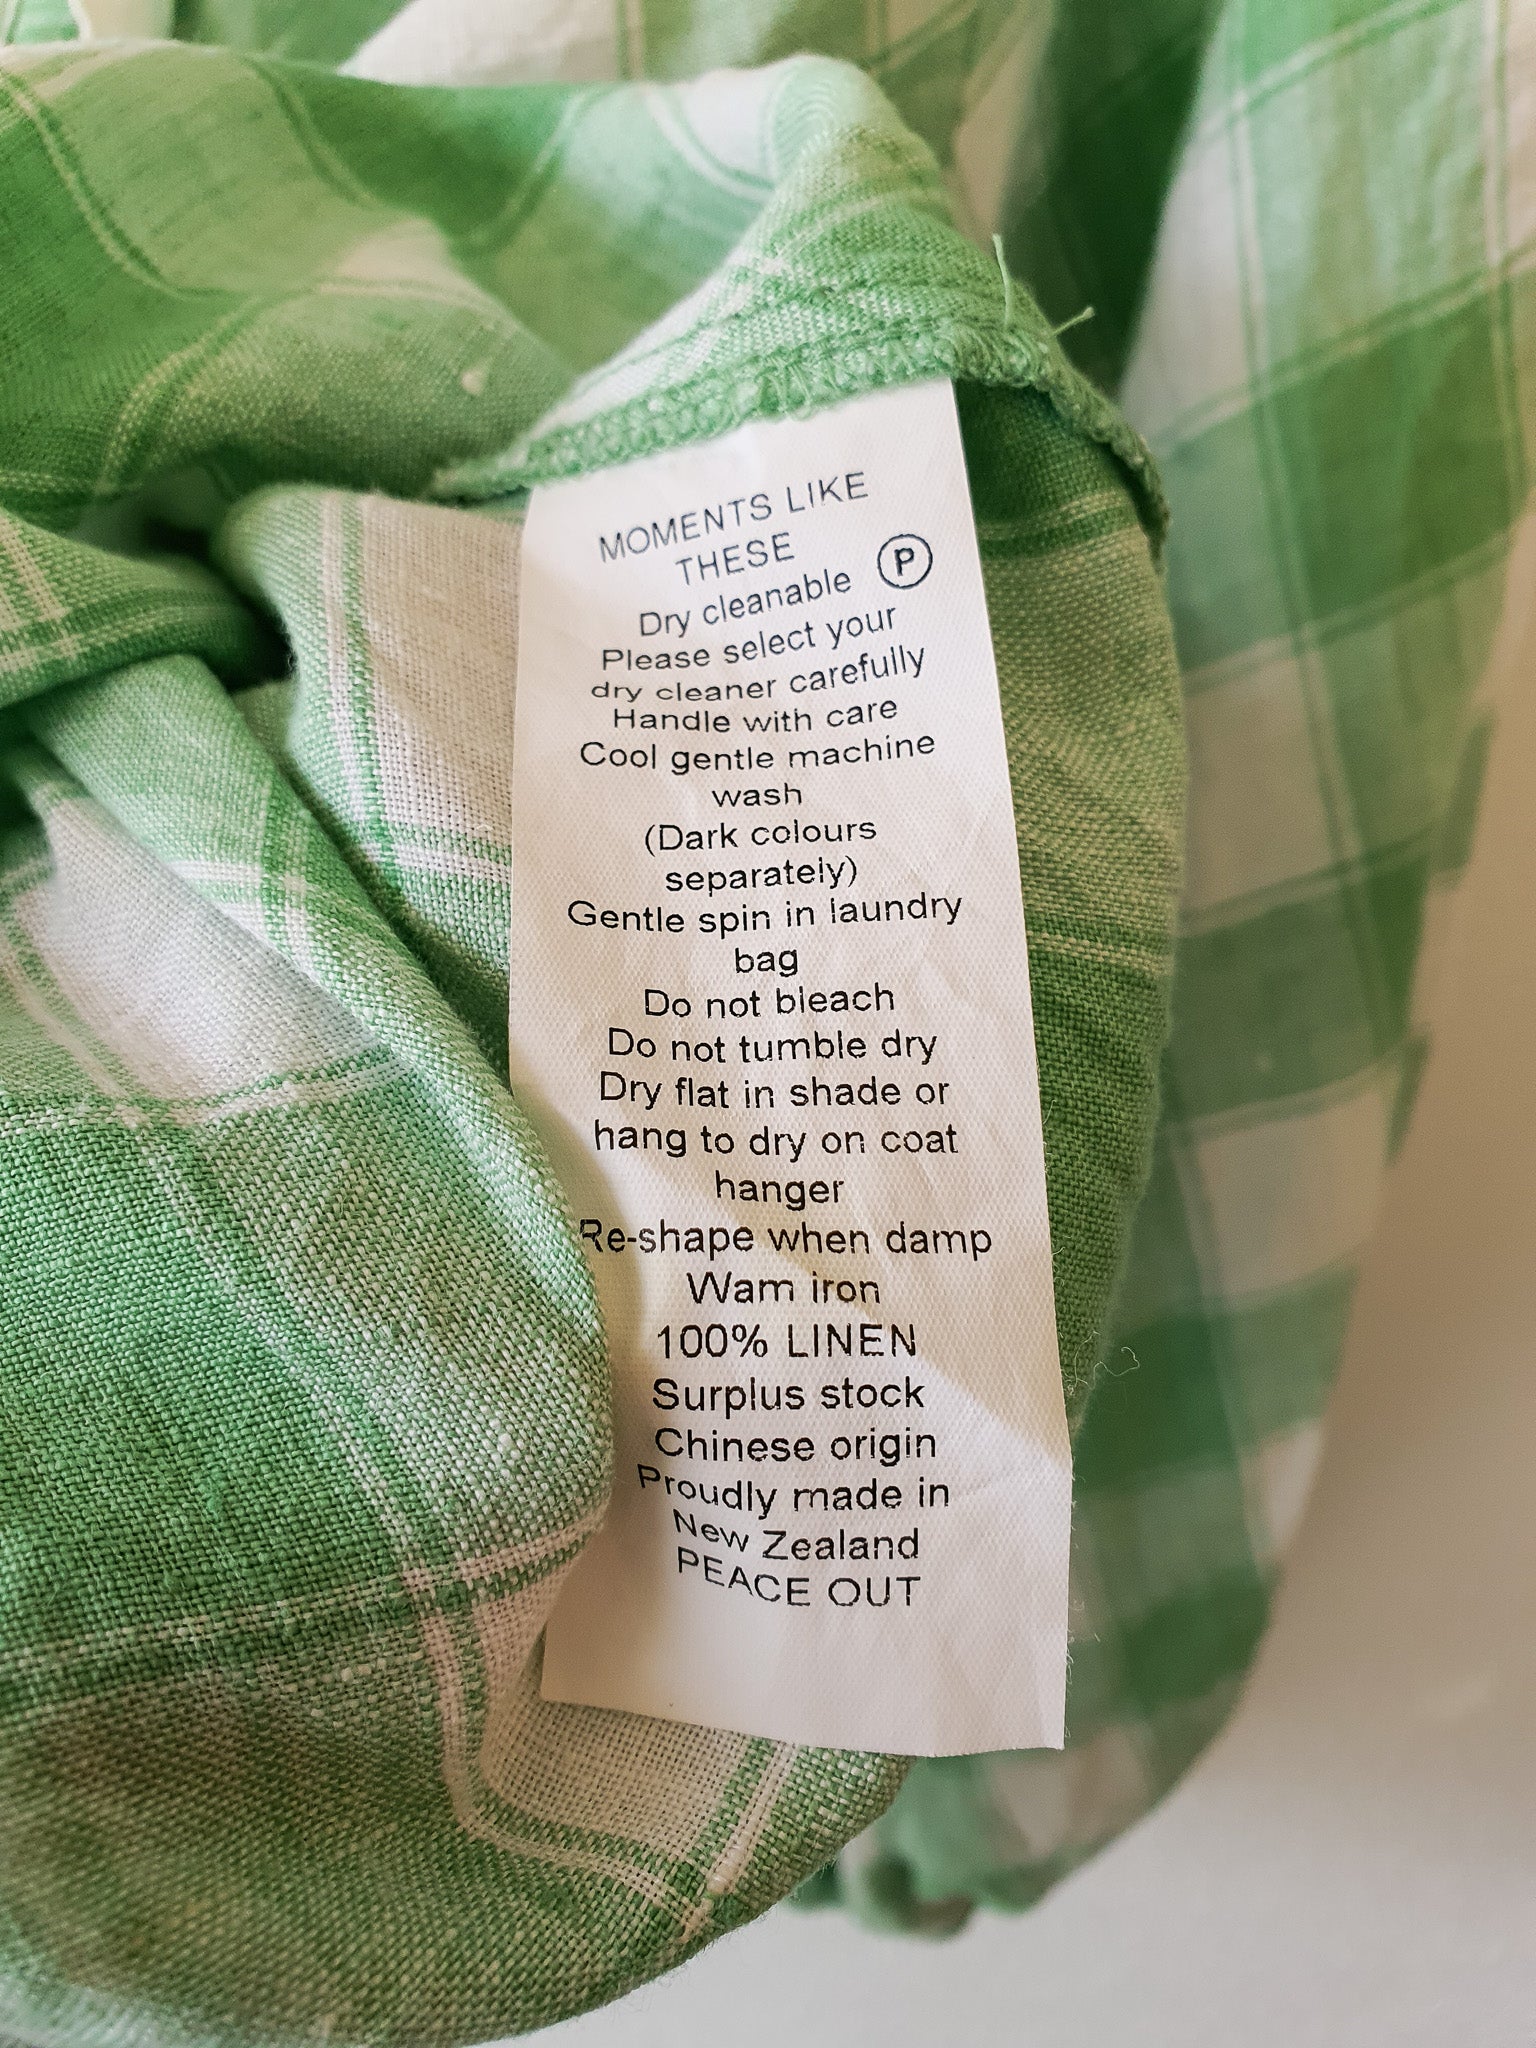 MOMENTS LIKE
THESE
Dry cleanable Ⓟ
Please select your
dry cleaner carefully
Handle with care
Cool gentle machine
wash
(Dark colours
separately)
Gentle spin in laundry
bag
Do not bleach
Do not tumble dry
Dry flat in shade or
hang to dry on coat
hanger
Re-shape when damp
Wam iron
100% LINEN
Surplus stock
Chinese origin
Proudly made in
New Zealand
PEACE OUT